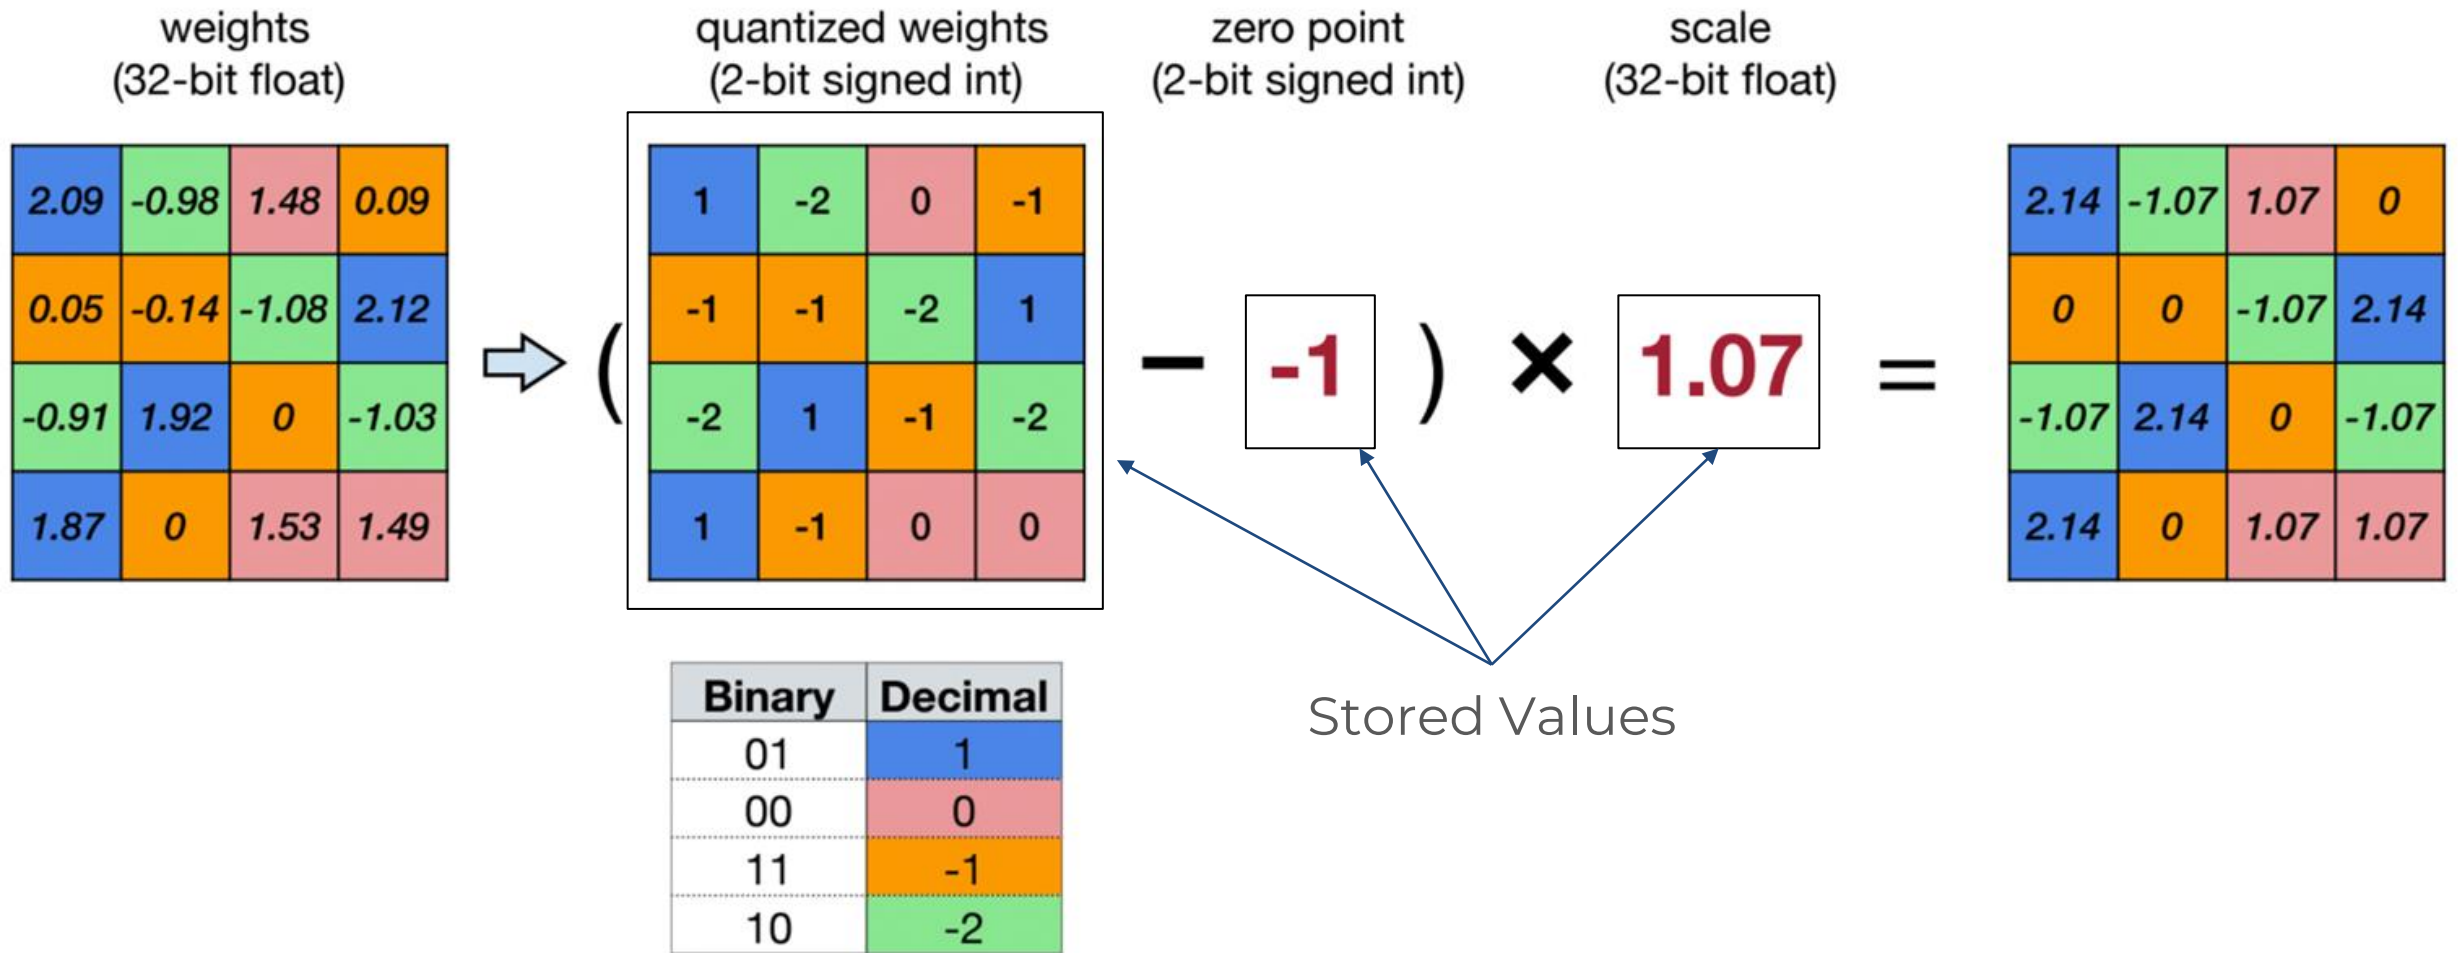 weights
(32-bit float)
quantized weights
(2-bit signed int)
zero point
(2-bit signed int)
scale
(32-bit float)
2.09 -0.98 1.48 0.09
0.05 -0.14 -1.08 2.12
-0.91 1.92 0 -1.03
1.87 0 1.53 1.49
(
1 -2 0 -1
-1 -1 -2 1
-2 1 -1 -2
1 -1 0 0
− -1 ) × 1.07 =
2.14 -1.07 1.07 0
0 0 -1.07 2.14
-1.07 2.14 0 -1.07
2.14 0 1.07 1.07
Binary Decimal
01 1
00 0
11 -1
10 -2
Stored Values